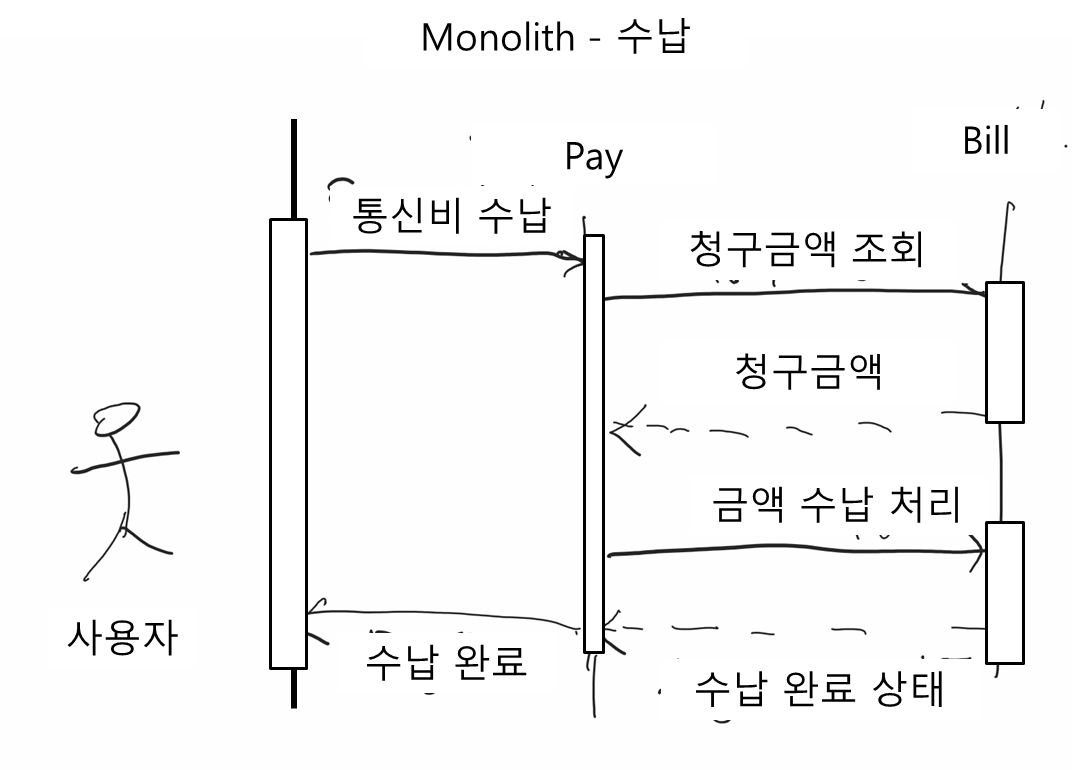 Monolith - 수납
Pay
Bill
통신비 수납
청구금액 조회
청구금액
금액 수납 처리
수납 완료 상태
수납 완료
사용자